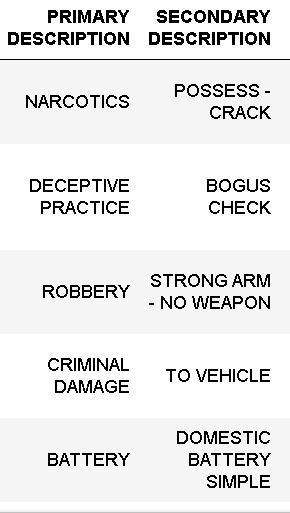 PRIMARY DESCRIPTION SECONDARY DESCRIPTION
NARCOTICS POSSESS - CRACK
DECEPTIVE PRACTICE BOGUS CHECK
ROBBERY STRONG ARM - NO WEAPON
CRIMINAL DAMAGE TO VEHICLE
BATTERY DOMESTIC BATTERY SIMPLE